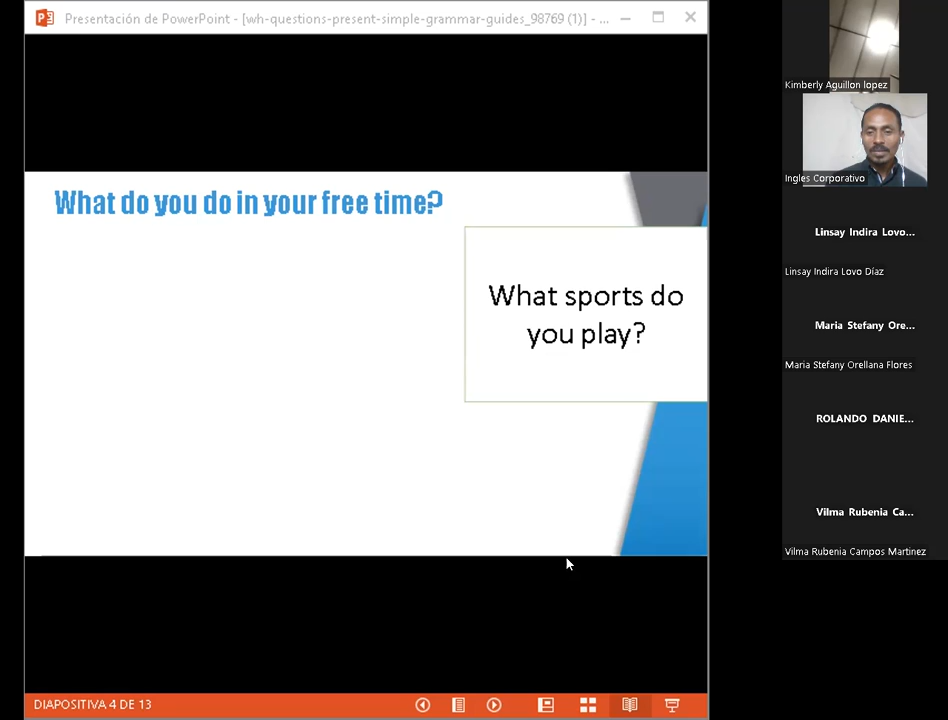 Presentación de PowerPoint - [wh-questions-present-simple-grammar-guides_98769 (1)] - ...
What do you do in your free time?
What sports do
you play?
DIAPOSITIVA 4 DE 13
Kimberly Aguillon lopez
Ingles Corporativo
Linsay Indira Lovo...
Linsay Indira Lovo Díaz
Maria Stefany Ore...
Maria Stefany Orellana Flores
ROLANDO DANIE...
Vilma Rubenia Ca...
Vilma Rubenia Campos Martinez